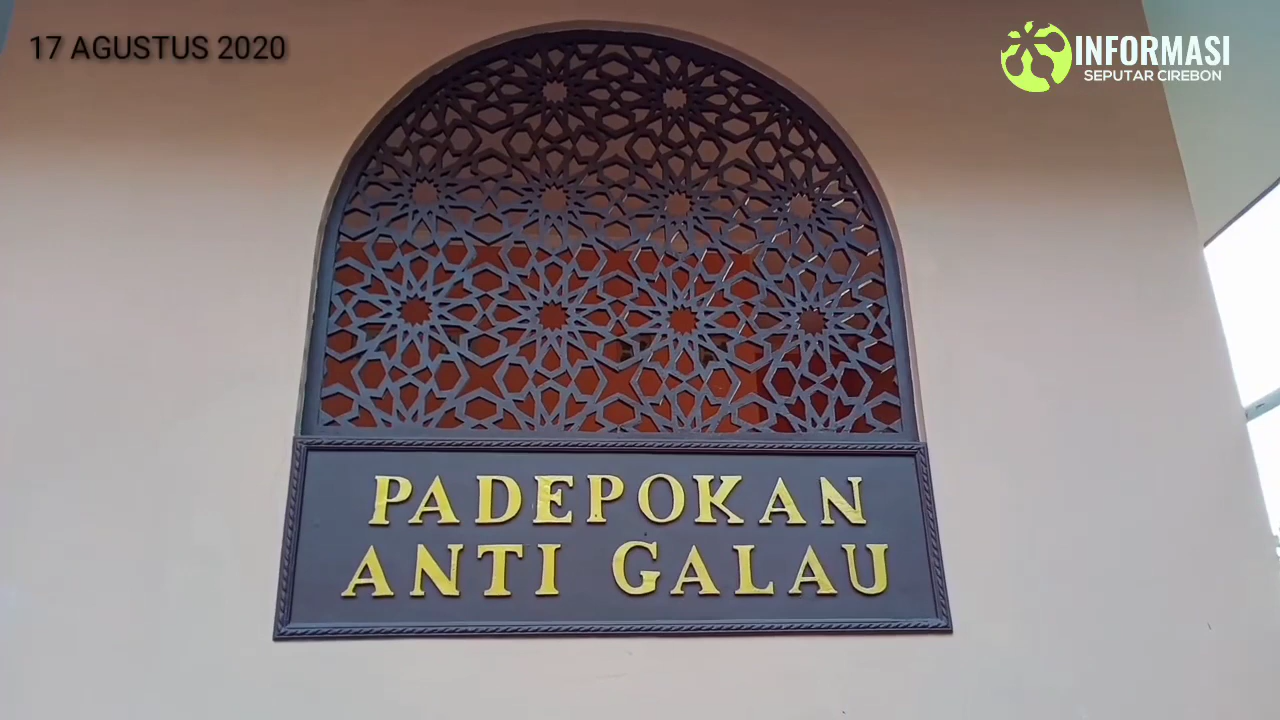 17 AGUSTUS 2020
INFORMASI
SEPUTAR CIREBON
PADEPOKAN
ANTI GALAU